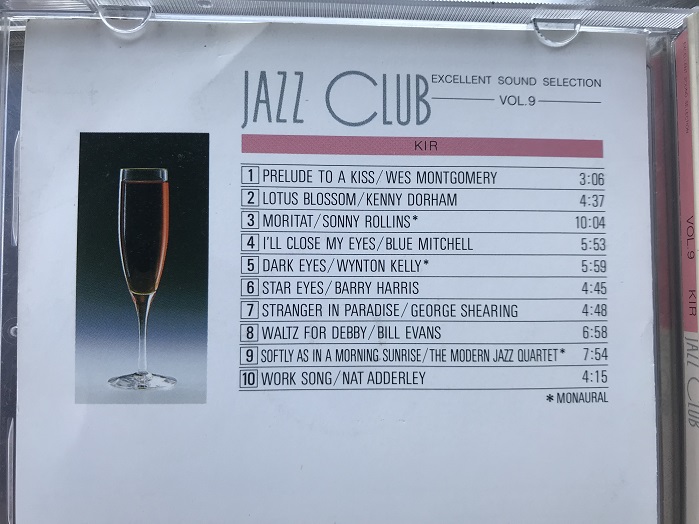 JAZZ CLUB
EXCELLENT SOUND SELECTION
VOL.9
KIR
1 PRELUDE TO A KISS/WES MONTGOMERY 3:06
2 LOTUS BLOSSOM/KENNY DORHAM 4:37
3 MORITAT/SONNY ROLLINS* 10:04
4 I'LL CLOSE MY EYES/BLUE MITCHELL 5:53
5 DARK EYES/WYNTON KELLY* 5:59
6 STAR EYES/BARRY HARRIS 4:45
7 STRANGER IN PARADISE/GEORGE SHEARING 4:48
8 WALTZ FOR DEBBY/BILL EVANS 6:58
9 SOFTLY AS IN A MORNING SUNRISE/THE MODERN JAZZ QUARTET* 7:54
10 WORK SONG/NAT ADDERLEY 4:15
*MONAURAL
VOL.9 KIR
JAZZ CLUB